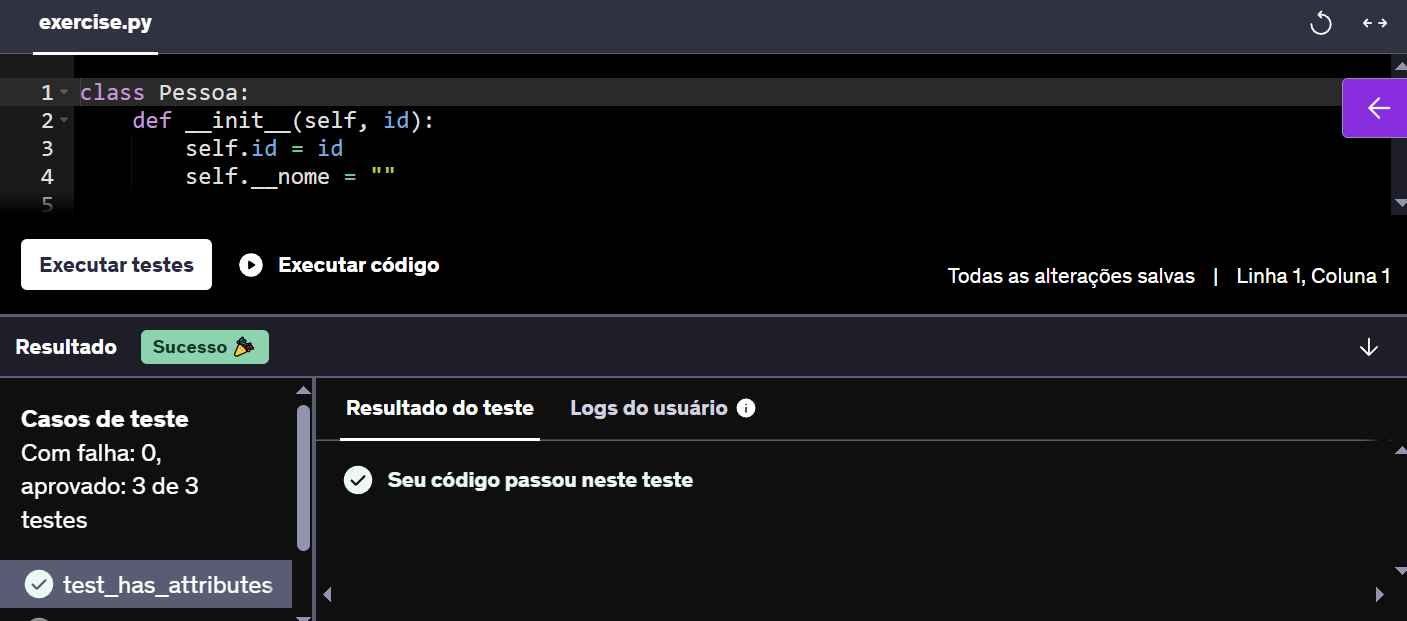 exercise.py
1 class Pessoa:
2     def __init__(self, id):
3         self.id = id
4         self.__nome = ""
5
Executar testes
Executar código
Todas as alterações salvas | Linha 1, Coluna 1
Resultado
Sucesso
Casos de teste
Com falha: 0,
aprovado: 3 de 3
testes
test_has_attributes
Resultado do teste
Logs do usuário
Seu código passou neste teste